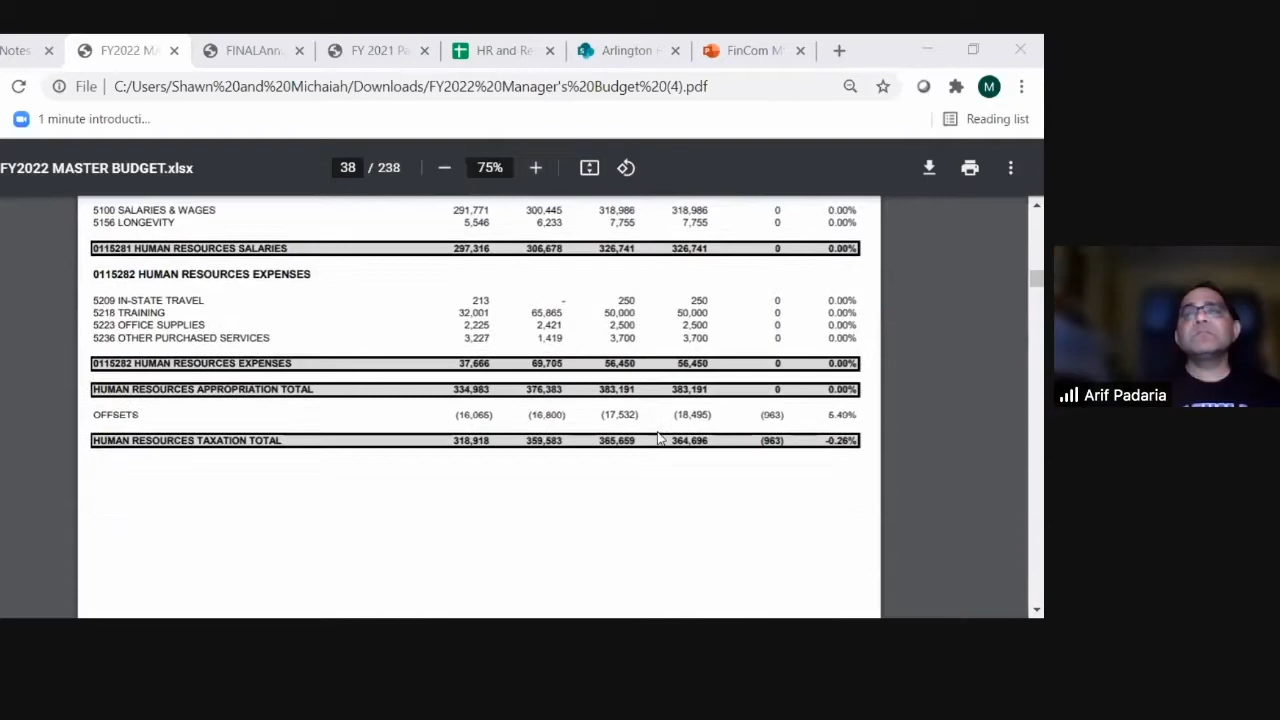 Notes
FY2022 M
FINALAnn
FY 2021 Pa
HR and Re
Arlington
FinCom M
File C:/Users/Shawn%20and%20Michaiah/Downloads/FY2022%20Manager's%20Budget%20(4).pdf
M
1 minute introducti...
Reading list
FY2022 MASTER BUDGET.xlsx 38 / 238 75%
5100 SALARIES & WAGES 291,771 300,445 318,986 318,986 0 0.00%
5156 LONGEVITY 5,546 6,233 7,755 7,755 0 0.00%
0115281 HUMAN RESOURCES SALARIES 297,316 306,678 326,741 326,741 0 0.00%
0115282 HUMAN RESOURCES EXPENSES
5209 IN-STATE TRAVEL 213 - 250 250 0 0.00%
5218 TRAINING 32,001 65,865 50,000 50,000 0 0.00%
5223 OFFICE SUPPLIES 2,225 2,421 2,500 2,500 0 0.00%
5236 OTHER PURCHASED SERVICES 3,227 1,419 3,700 3,700 0 0.00%
0115282 HUMAN RESOURCES EXPENSES 37,666 69,705 56,450 56,450 0 0.00%
HUMAN RESOURCES APPROPRIATION TOTAL 334,983 376,383 383,191 383,191 0 0.00%
OFFSETS (16,065) (16,800) (17,532) (18,495) (963) 5.49%
HUMAN RESOURCES TAXATION TOTAL 318,918 359,583 365,659 364,696 (963) -0.26%
Arif Padaria